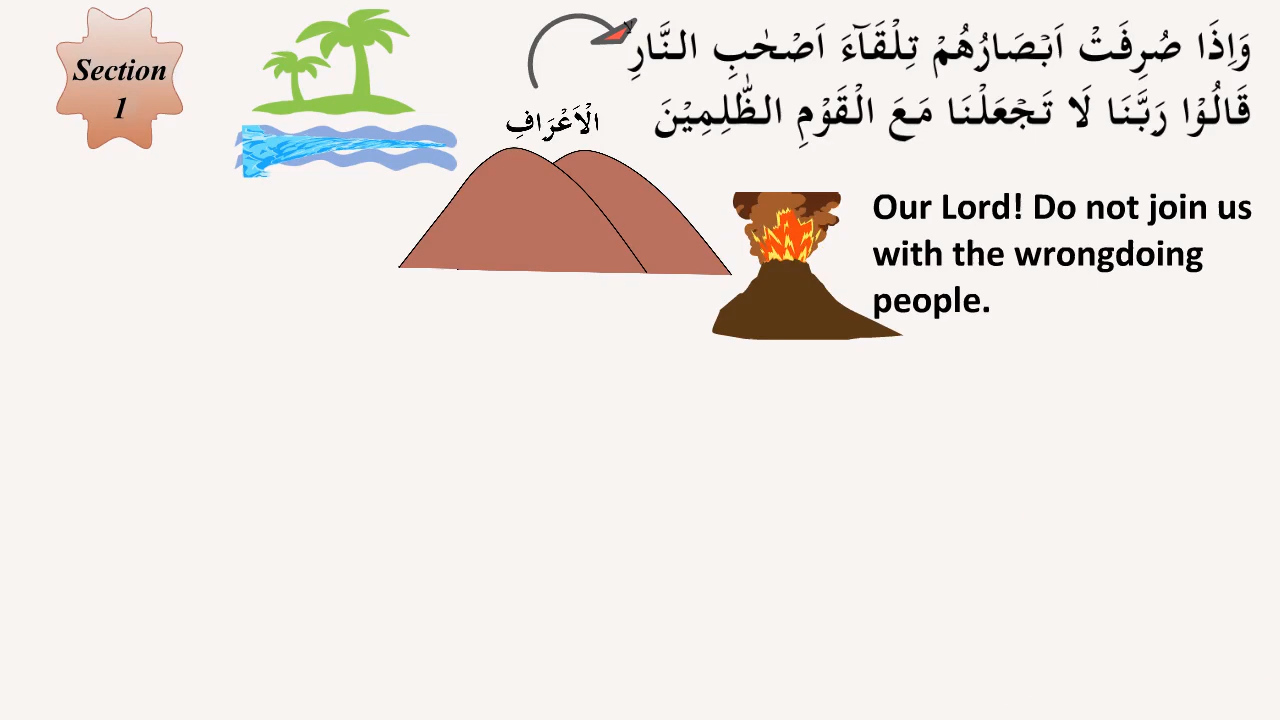 Section
1
وَاِذَا صُرِفَتْ اَبْصَارُهُمْ تِلْقَآءَ اَصْحٰبِ النَّارِۙ
قَالُوْا رَبَّنَا لَا تَجْعَلْنَا مَعَ الْقَوْمِ الظّٰلِمِيْنَ
الْاَعْرَافِ
Our Lord! Do not join us
with the wrongdoing
people.